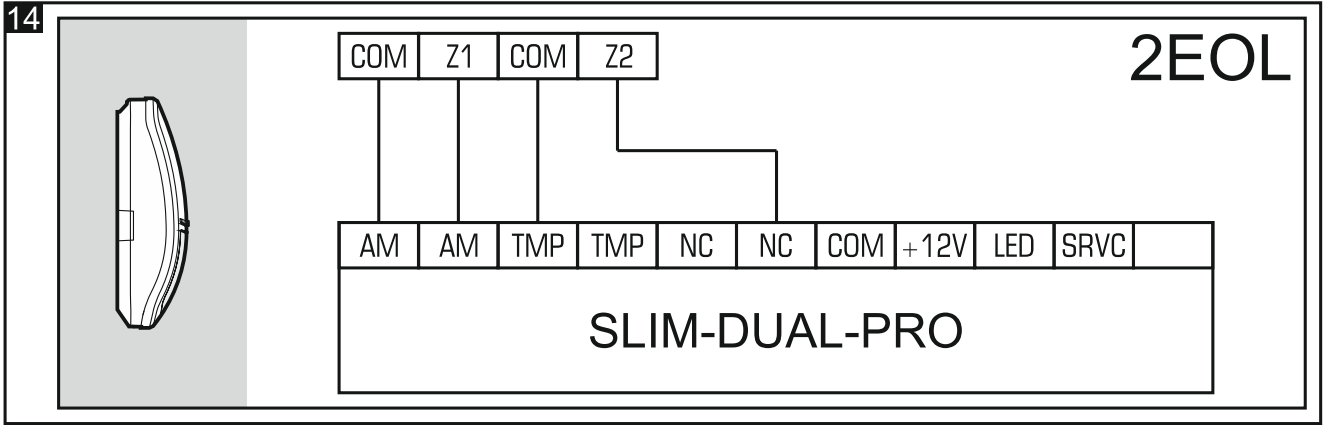 14
2EOL
COM Z1 COM Z2
AM AM TMP TMP NC NC COM +12V LED SRVC
SLIM-DUAL-PRO